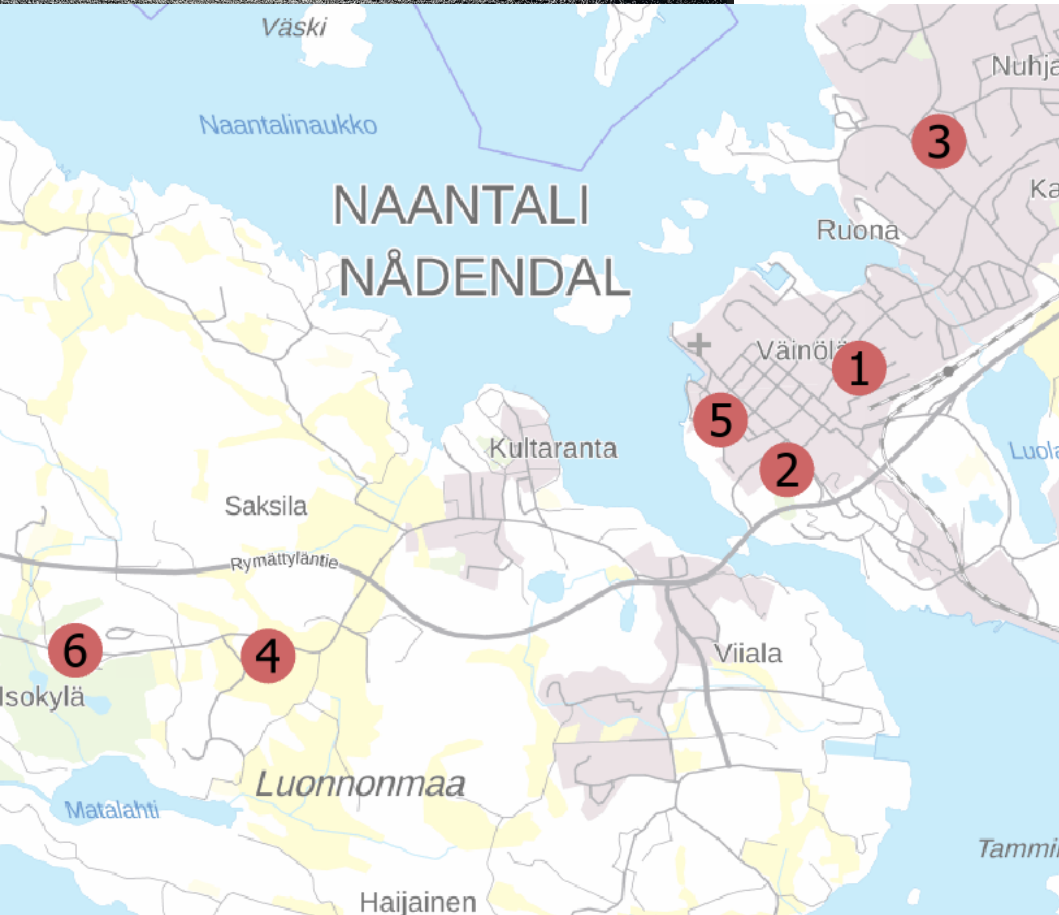 Väski
Nuhja
Naantalinaukko
3
NAANTALI
Ka
Ruona
NÅDENDAL
Väinölä
1
5
Kultaranta
Luola
2
Saksila
Rymättyläntie
6
4
Viiala
Isokylä
Luonnonmaa
Matalahti
Tammi
Haijainen